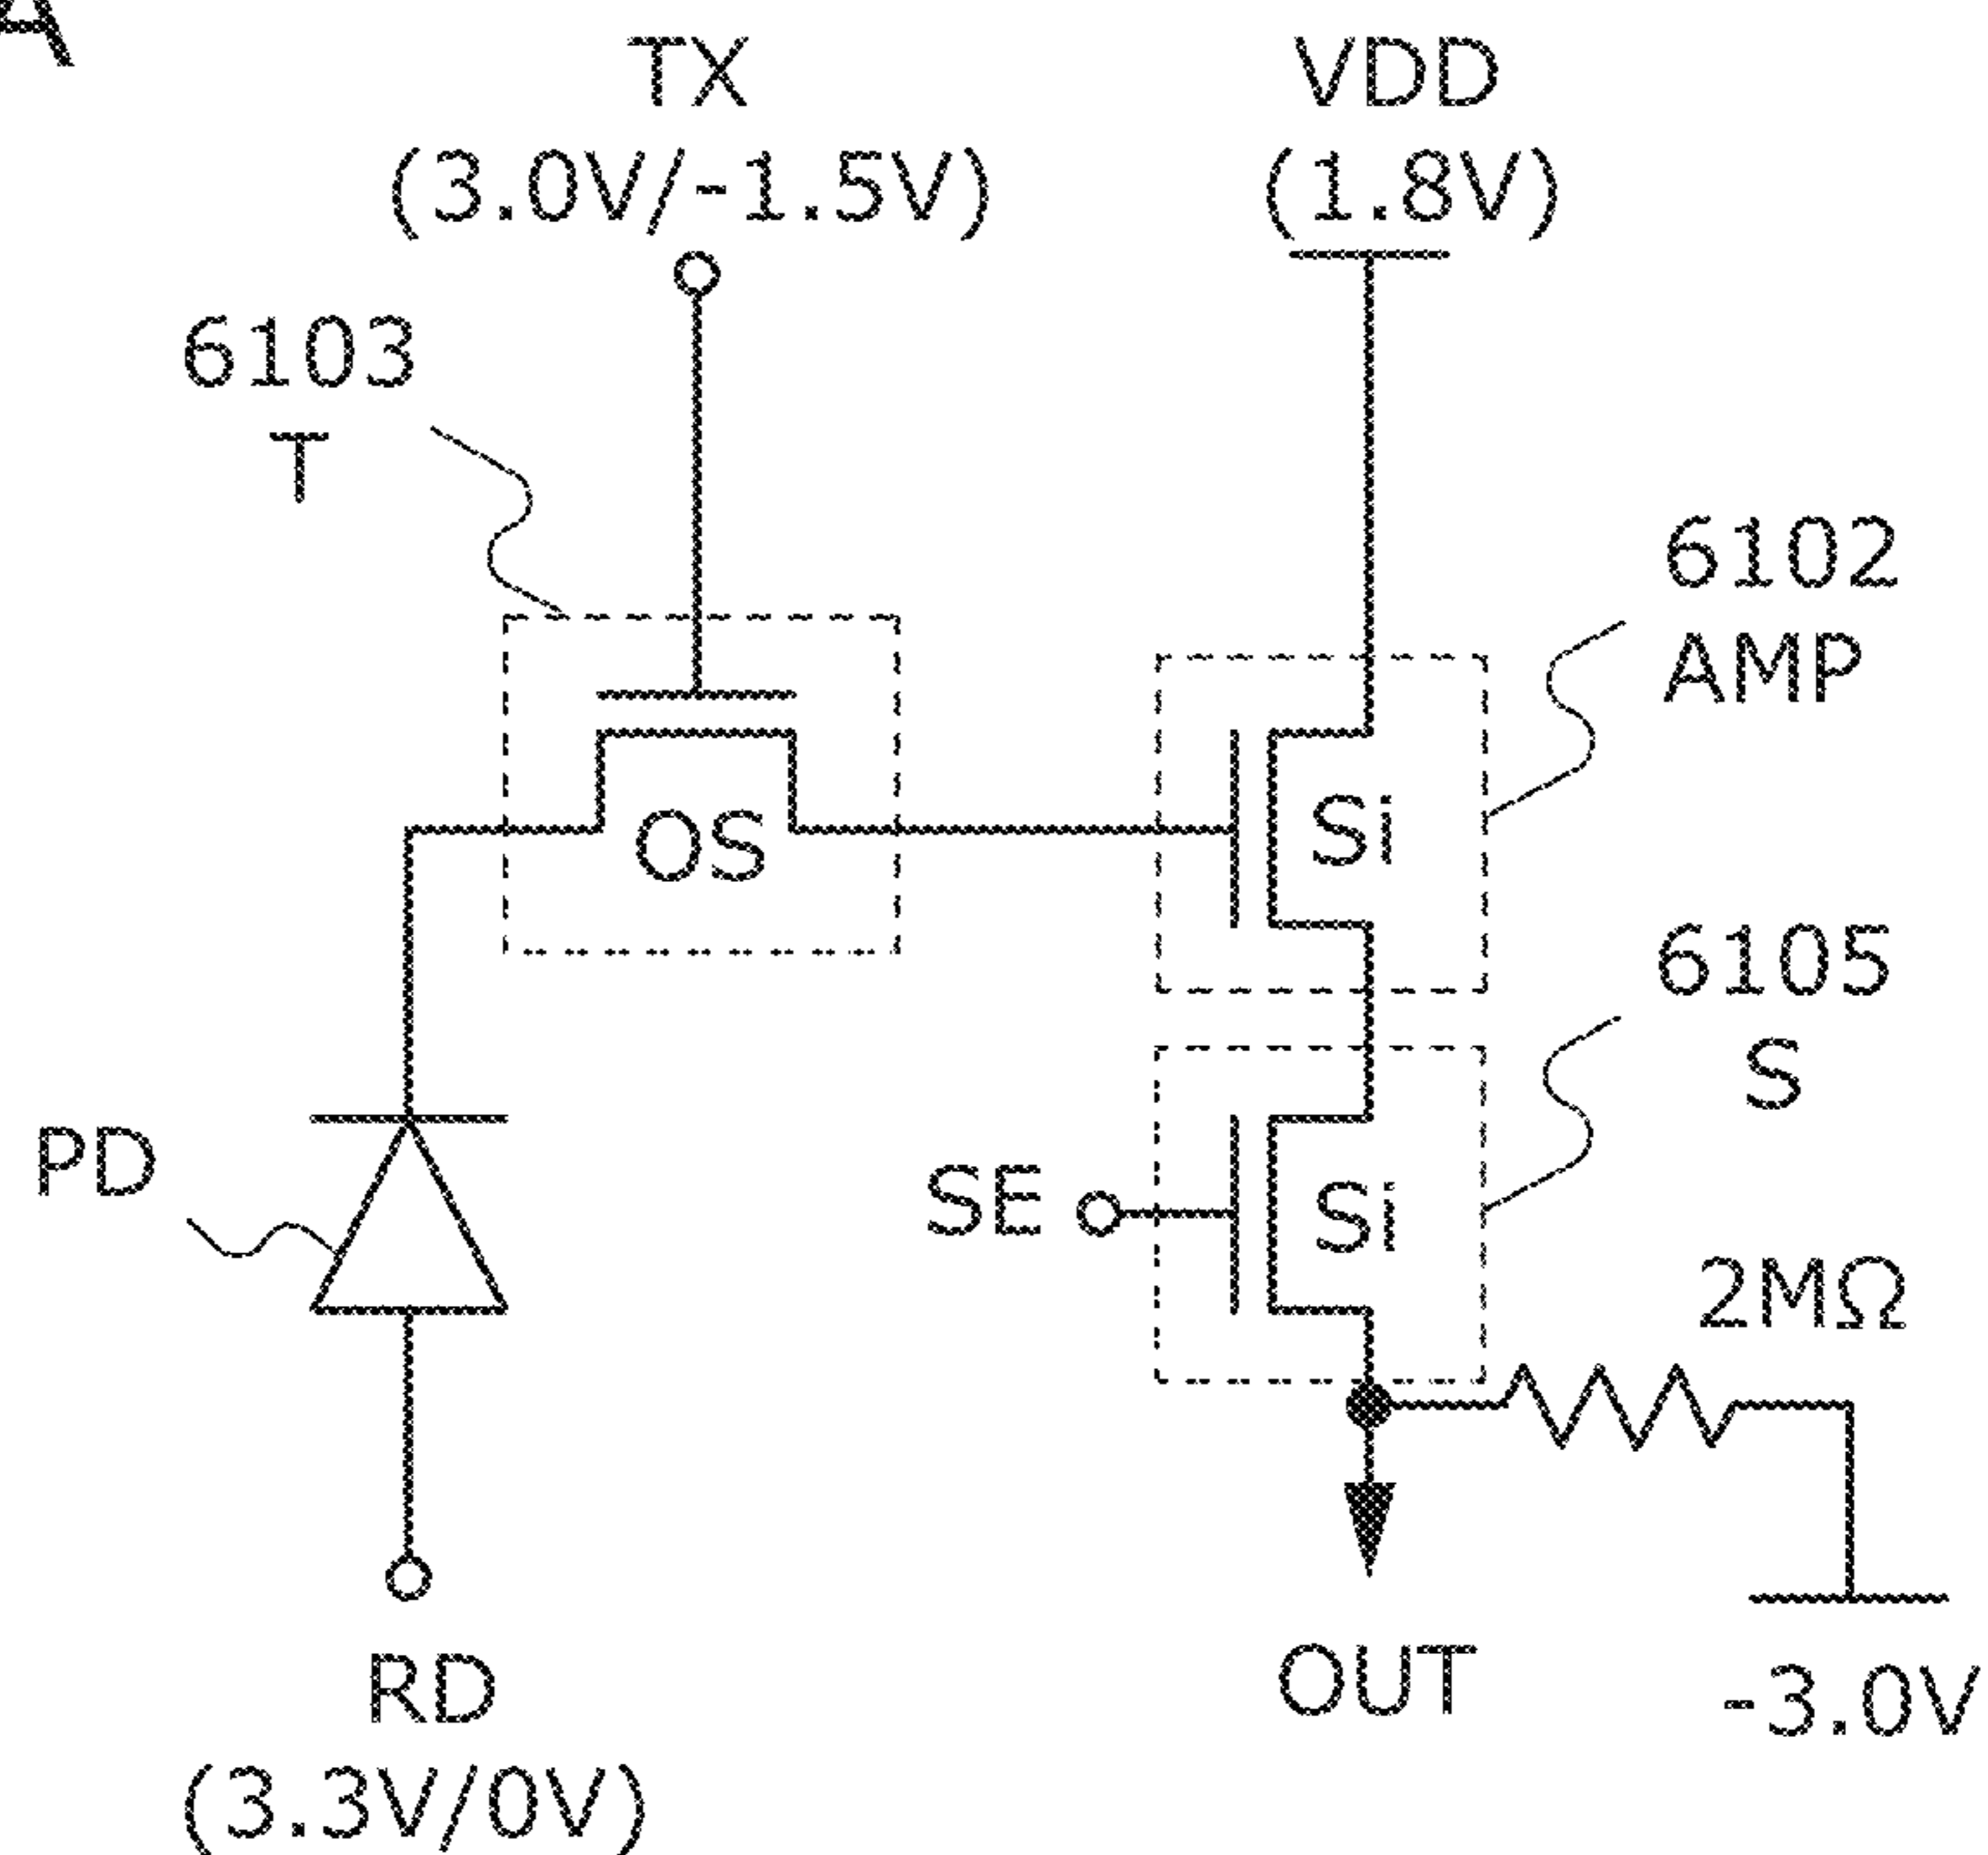 A
TX
(3.0V/-1.5V)
VDD
(1.8V)
6103
T
6102
AMP
OS
Si
6105
S
PD
SE
Si
2MΩ
RD
(3.3V/0V)
OUT
-3.0V